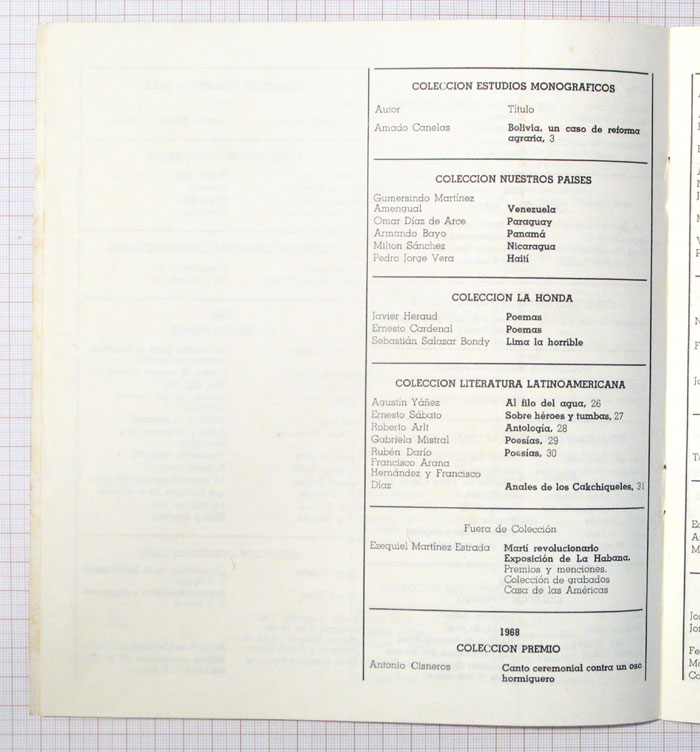 COLECCION ESTUDIOS MONOGRAFICOS
Autor Título
Amado Canelas Bolivia, un caso de reforma
agraria, 3
COLECCION NUESTROS PAISES
Gumersindo Martínez
Amengual Venezuela
Omar Díaz de Arce Paraguay
Armando Bayo Panamá
Milton Sánchez Nicaragua
Pedro Jorge Vera Haití
COLECCION LA HONDA
Javier Heraud Poemas
Ernesto Cardenal Poemas
Sebastián Salazar Bondy Lima la horrible
COLECCION LITERATURA LATINOAMERICANA
Agustín Yáñez Al filo del agua, 26
Ernesto Sábato Sobre héroes y tumbas, 27
Roberto Arlt Antología, 28
Gabriela Mistral Poesías, 29
Rubén Darío Poesías, 30
Francisco Arana
Hernández y Francisco
Díaz Anales de los Cakchiqueles, 31
Fuera de Colección
Ezequiel Martínez Estrada Martí revolucionario
Exposición de La Habana.
Premios y menciones.
Colección de grabados
Casa de las Américas
1968
COLECCION PREMIO
Antonio Cisneros Canto ceremonial contra un oso
hormiguero